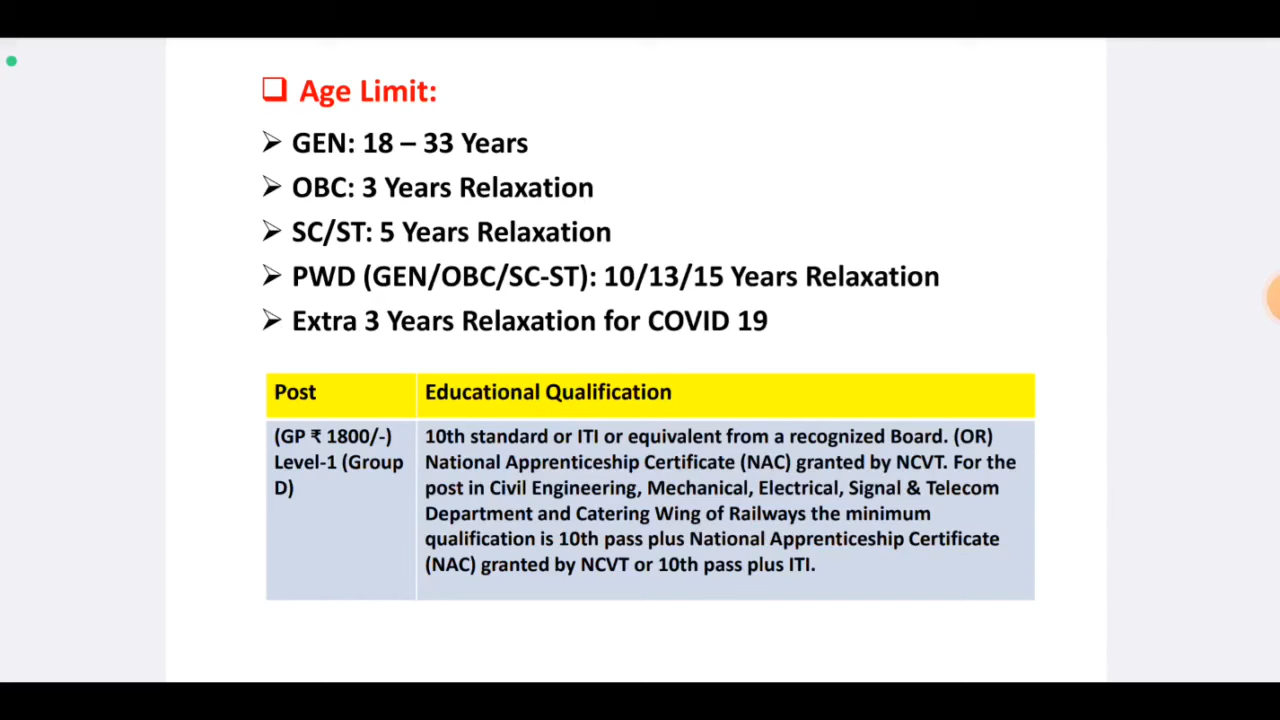 Age Limit:
GEN: 18 – 33 Years
OBC: 3 Years Relaxation
SC/ST: 5 Years Relaxation
PWD (GEN/OBC/SC-ST): 10/13/15 Years Relaxation
Extra 3 Years Relaxation for COVID 19
Post
Educational Qualification
(GP ₹ 1800/-)
Level-1 (Group
D)
10th standard or ITI or equivalent from a recognized Board. (OR)
National Apprenticeship Certificate (NAC) granted by NCVT. For the
post in Civil Engineering, Mechanical, Electrical, Signal & Telecom
Department and Catering Wing of Railways the minimum
qualification is 10th pass plus National Apprenticeship Certificate
(NAC) granted by NCVT or 10th pass plus ITI.